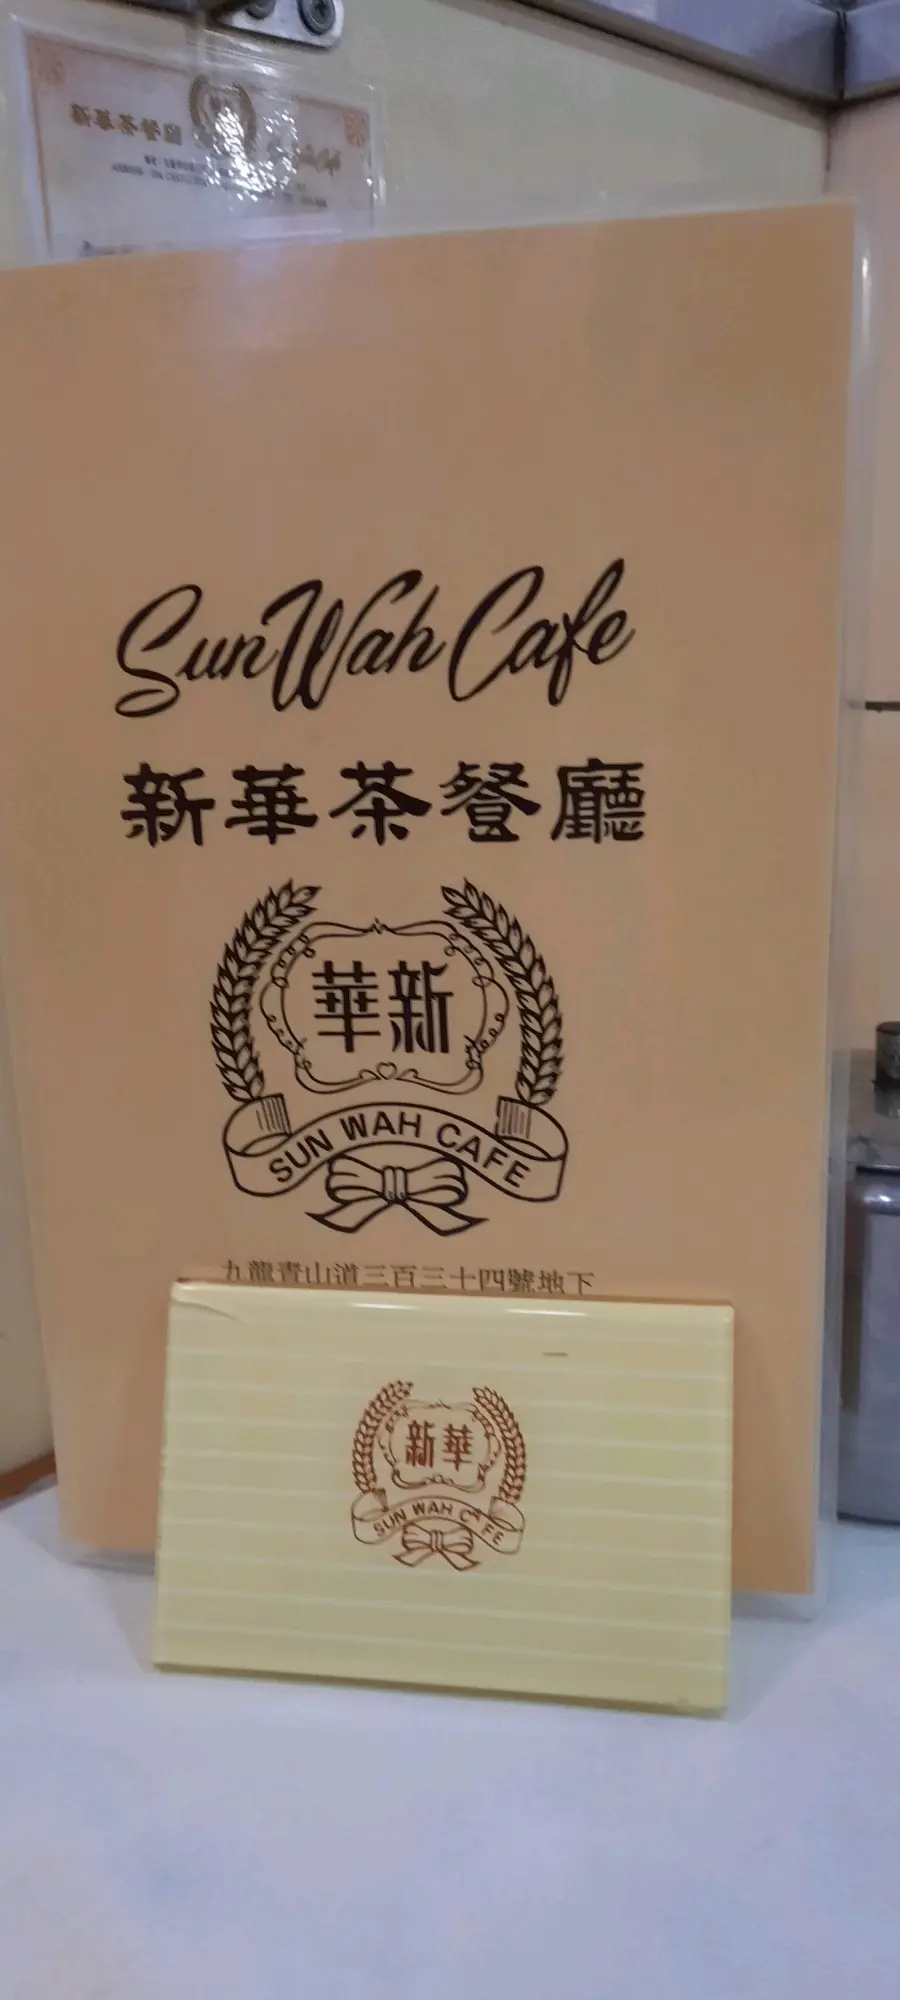 新華茶餐廳
Sun Wah Cafe
新華茶餐廳
華新
SUN WAH CAFE
九龍青山道三百三十四號地下
新華
SUN WAH CAFE